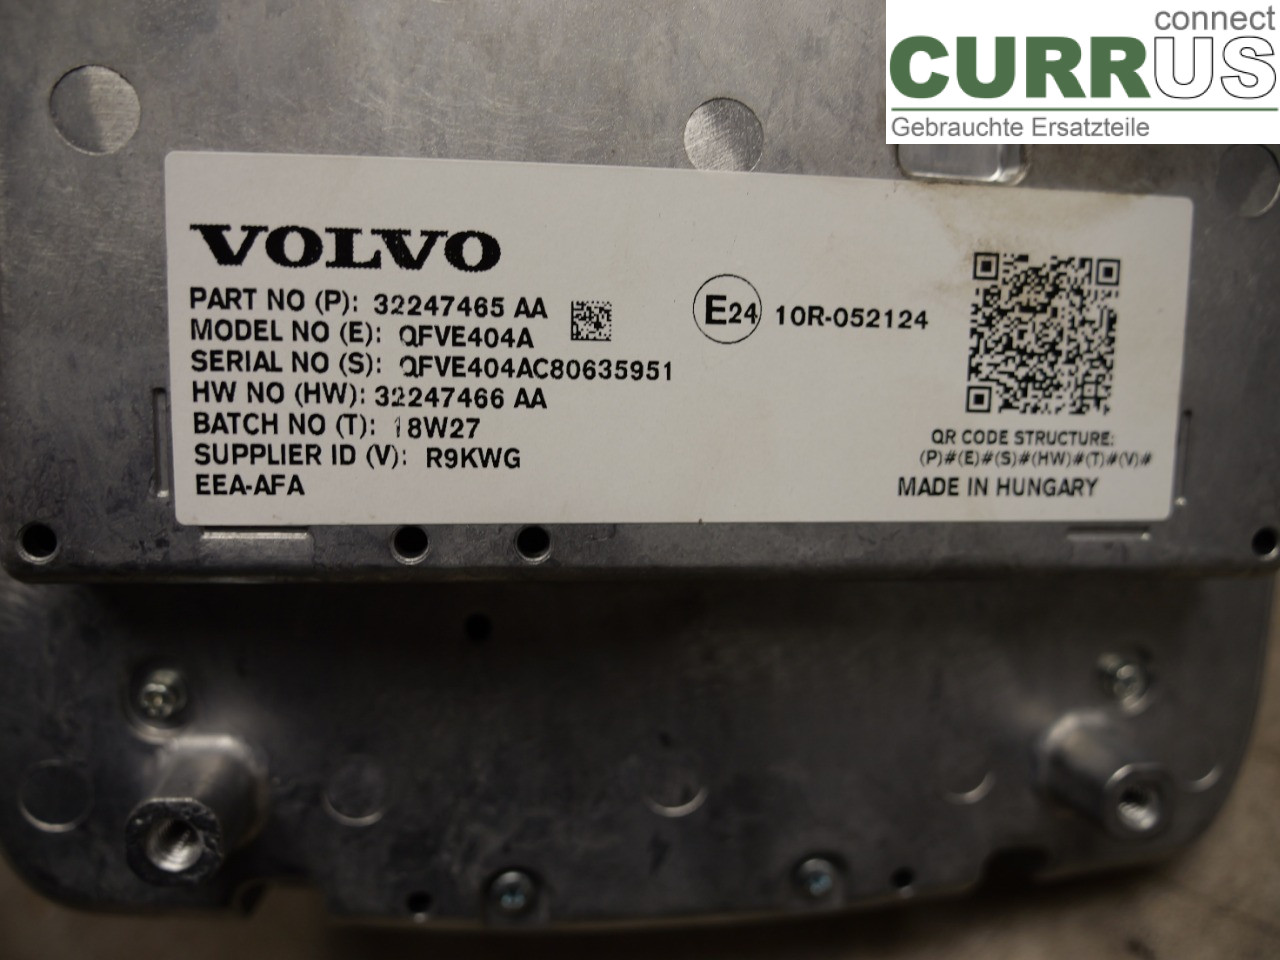 connect
CURRUS
Gebrauchte Ersatzteile
VOLVO
PART NO (P): 32247465 AA
MODEL NO (E): QFVE404A
SERIAL NO (S): QFVE404AC80635951
HW NO (HW): 32247466 AA
BATCH NO (T): 18W27
SUPPLIER ID (V): R9KWG
EEA-AFA
E24 10R-052124
QR CODE STRUCTURE:
(P)#(E)#(S)#(HW)#(T)#(V)#
MADE IN HUNGARY